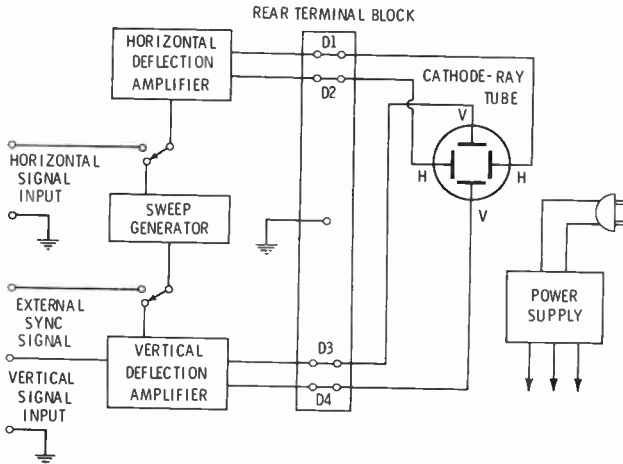 REAR TERMINAL BLOCK
HORIZONTAL
DEFLECTION
AMPLIFIER
D1
D2
CATHODE-RAY
TUBE
V
H
H
V
HORIZONTAL
SIGNAL
INPUT
SWEEP
GENERATOR
EXTERNAL
SYNC
SIGNAL
POWER
SUPPLY
VERTICAL
DEFLECTION
AMPLIFIER
D3
D4
VERTICAL
SIGNAL
INPUT